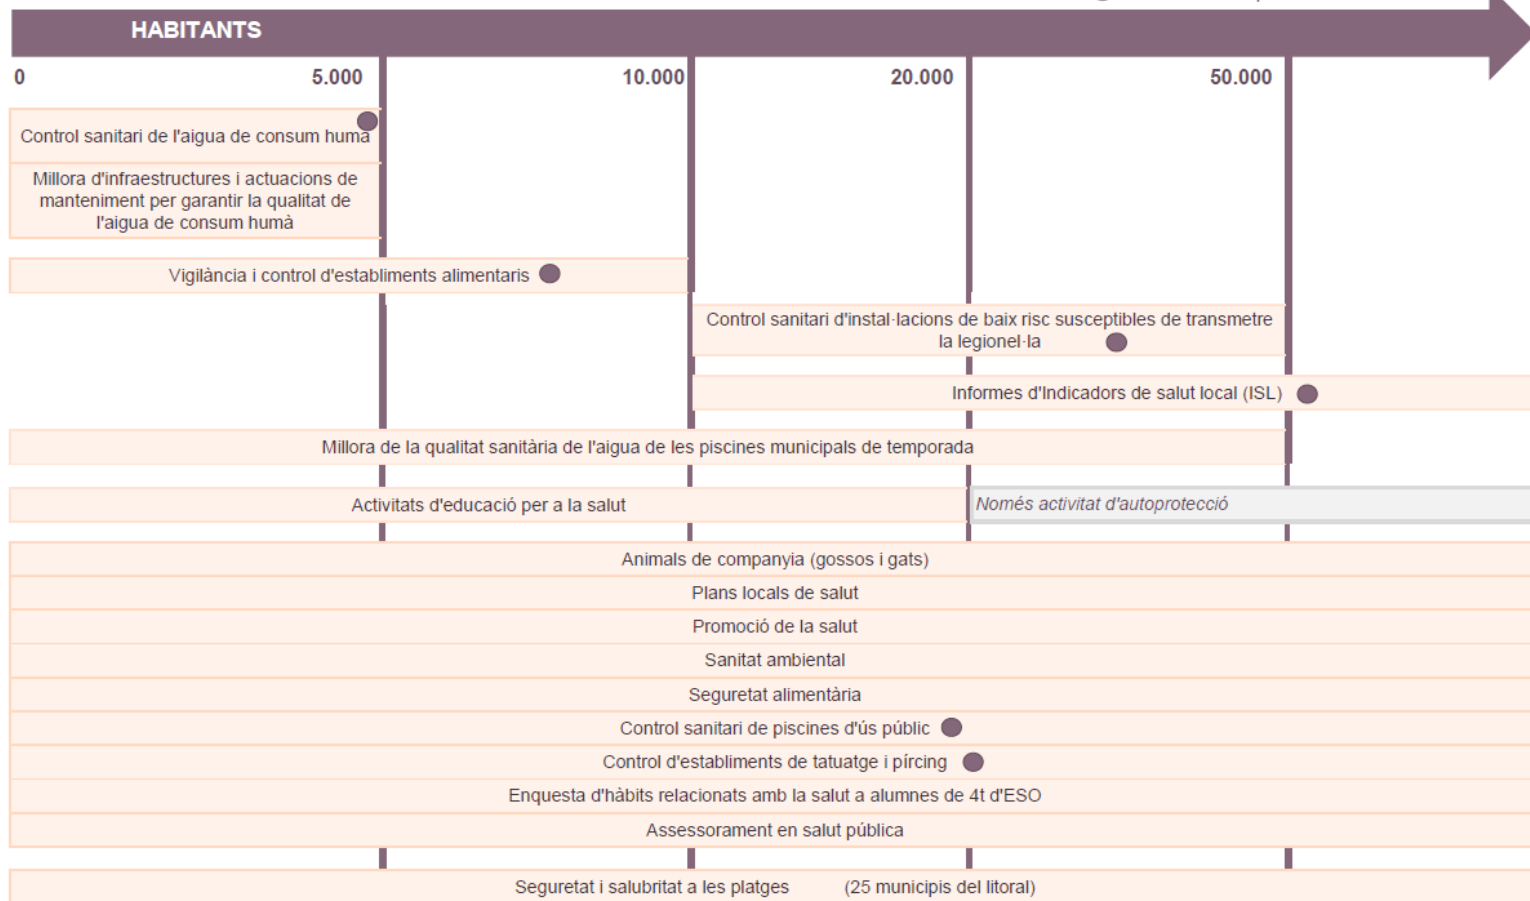 HABITANTS
0 5.000 10.000 20.000 50.000
Control sanitari de l'aigua de consum humà
Millora d'infraestructures i actuacions de
manteniment per garantir la qualitat de
l'aigua de consum humà
Vigilància i control d'establiments alimentaris
Control sanitari d'instal·lacions de baix risc susceptibles de transmetre
la legionel·la
Informes d'Indicadors de salut local (ISL)
Millora de la qualitat sanitària de l'aigua de les piscines municipals de temporada
Activitats d'educació per a la salut
Només activitat d'autoprotecció
Animals de companyia (gossos i gats)
Plans locals de salut
Promoció de la salut
Sanitat ambiental
Seguretat alimentària
Control sanitari de piscines d'ús públic
Control d'establiments de tatuatge i pírcing
Enquesta d'hàbits relacionats amb la salut a alumnes de 4t d'ESO
Assessorament en salut pública
Seguretat i salubritat a les platges (25 municipis del litoral)